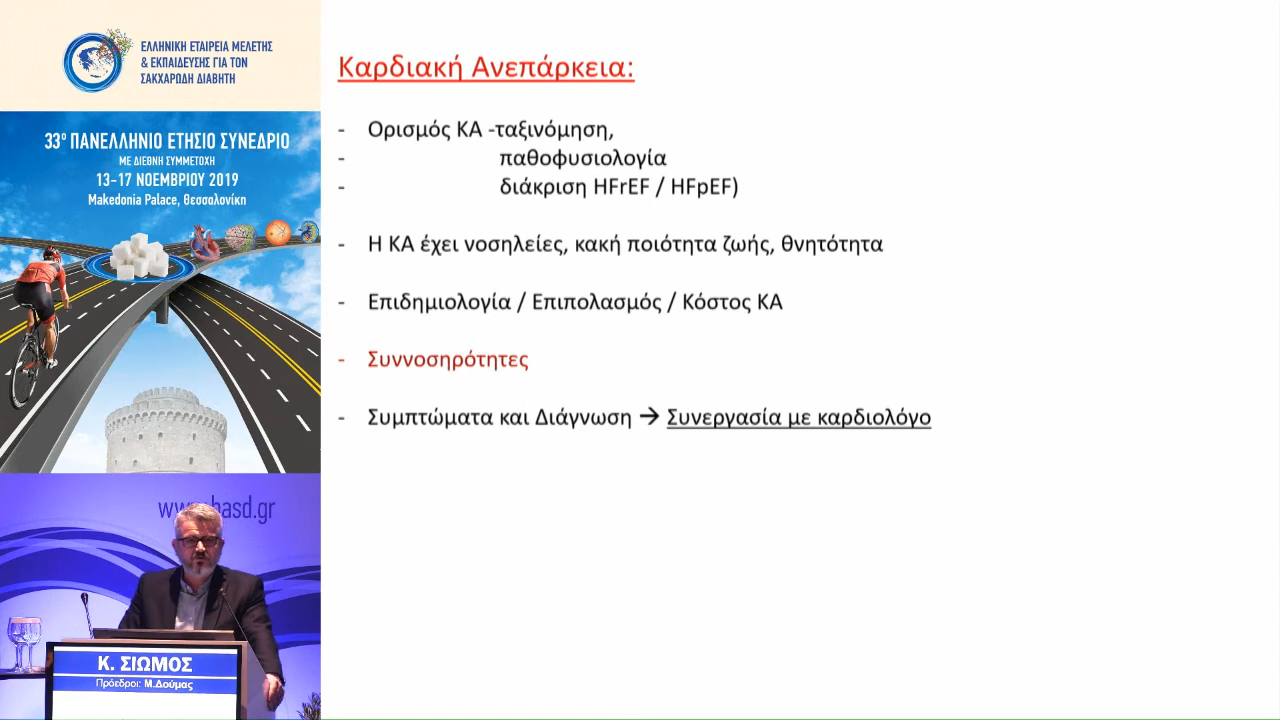 ΕΛΛΗΝΙΚΗ ΕΤΑΙΡΕΙΑ ΜΕΛΕΤΗΣ
& ΕΚΠΑΙΔΕΥΣΗΣ ΓΙΑ ΤΟΝ
ΣΑΚΧΑΡΩΔΗ ΔΙΑΒΗΤΗ
33ο ΠΑΝΕΛΛΗΝΙΟ ΕΤΗΣΙΟ ΣΥΝΕΔΡΙΟ
ΜΕ ΔΙΕΘΝΗ ΣΥΜΜΕΤΟΧΗ
13-17 ΝΟΕΜΒΡΙΟΥ 2019
Makedonia Palace, Θεσσαλονίκη
Καρδιακή Ανεπάρκεια:
- Ορισμός ΚΑ -ταξινόμηση,
- παθοφυσιολογία
- διάκριση HFrEF / HFpEF)
- Η ΚΑ έχει νοσηλείες, κακή ποιότητα ζωής, θνητότητα
- Επιδημιολογία / Επιπολασμός / Κόστος ΚΑ
- Συννοσηρότητες
- Συμπτώματα και Διάγνωση → Συνεργασία με καρδιολόγο
Κ. ΣΙΩΜΟΣ
Πρόεδροι: Μ.Δούμας